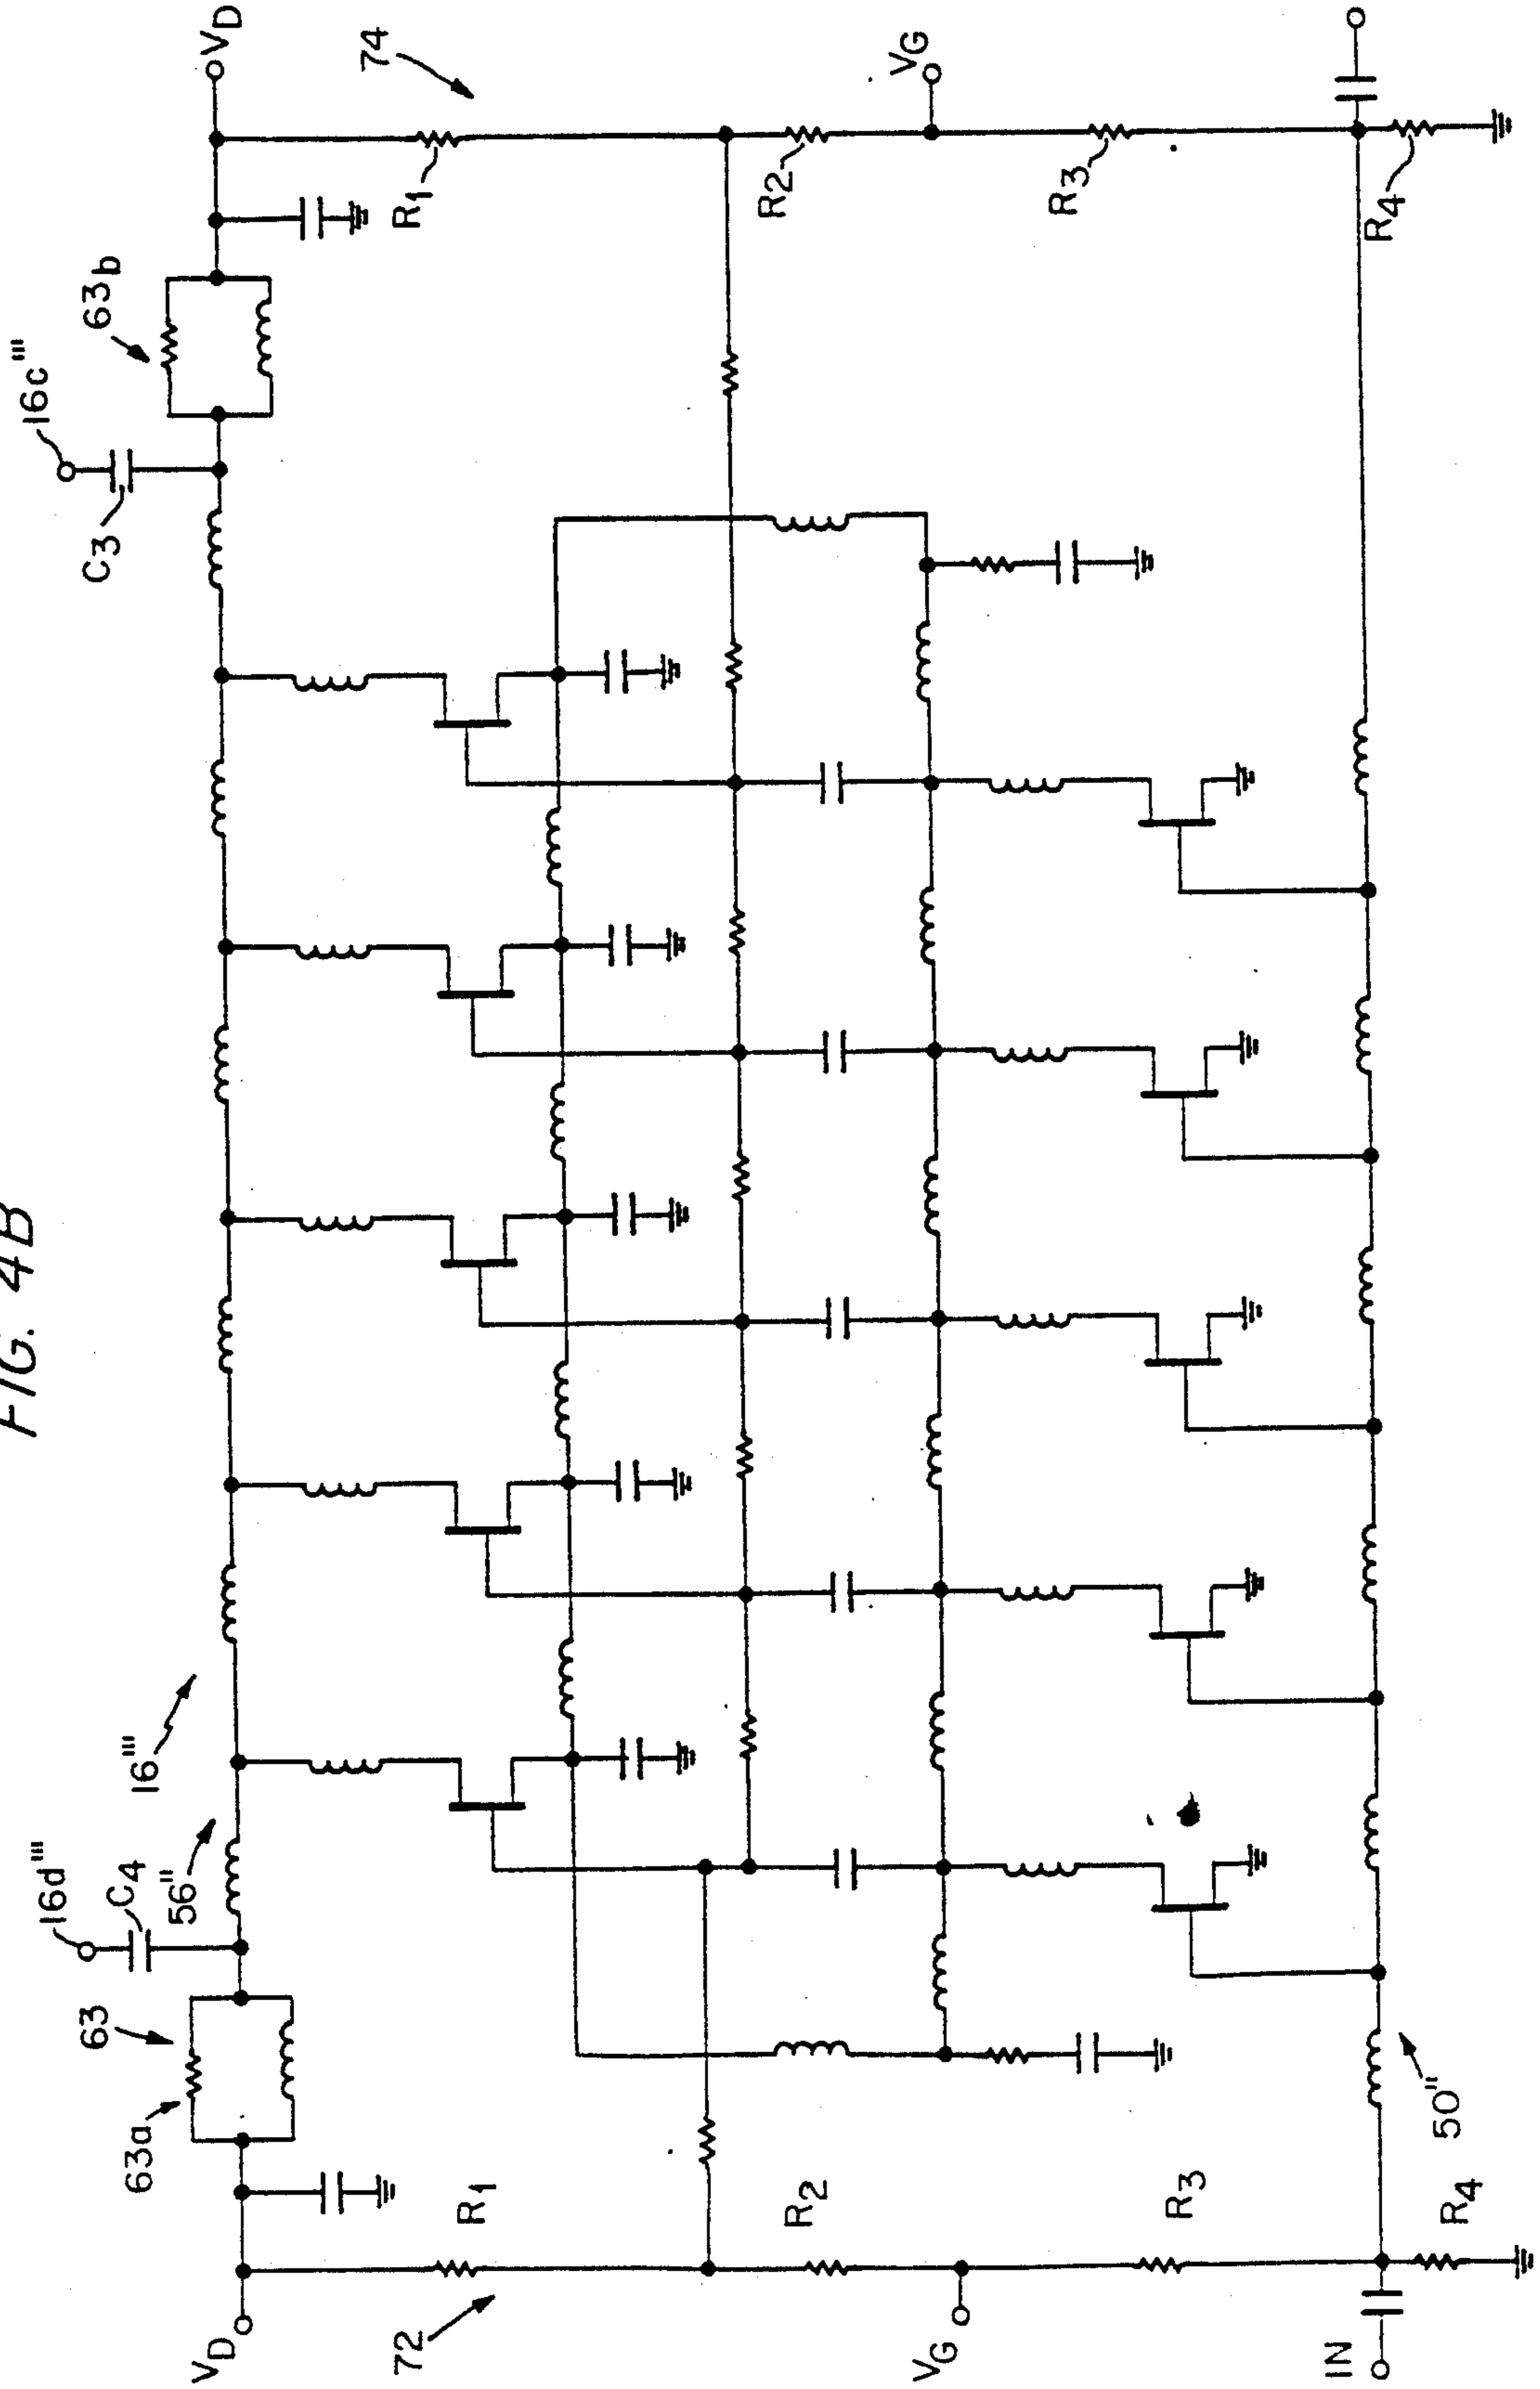 FIG. 4B
16c'''
16d'''
C3
C4
63b
63
63a
56"
16'''
VD
VD
74
72
R1
R1
R2
R2
VG
VG
R3
R3
R4
R4
50"
IN